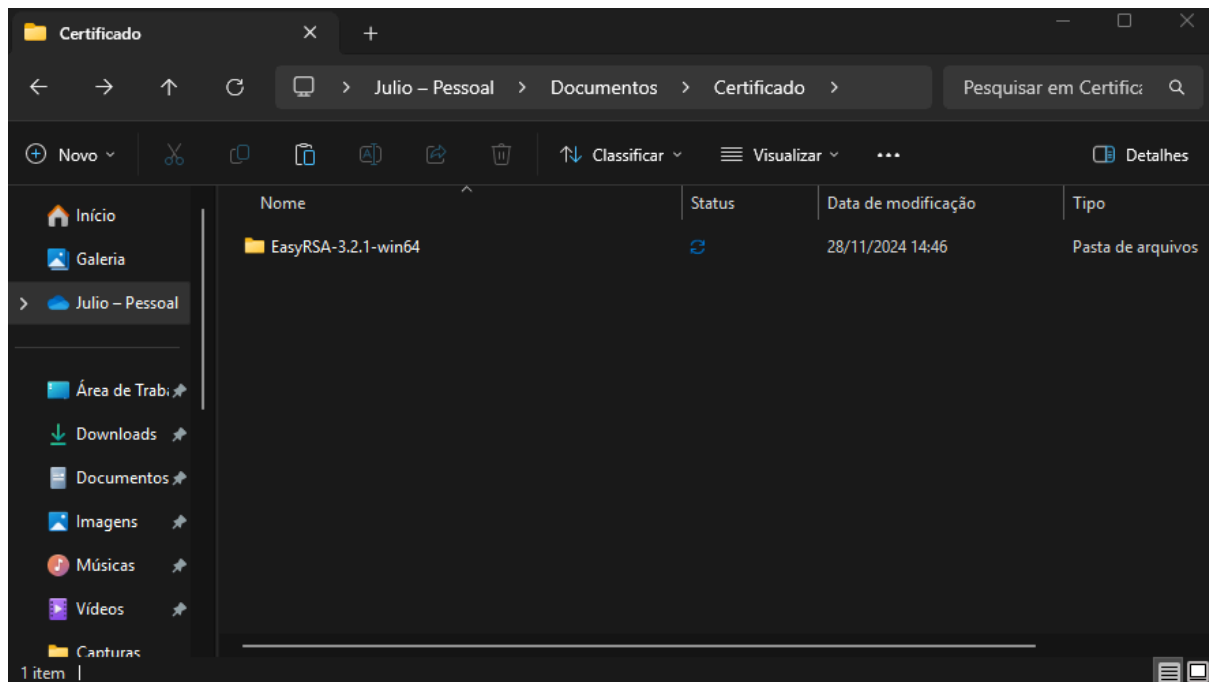 Certificado
Julio – Pessoal > Documentos > Certificado >
Pesquisar em Certific
Novo
Classificar
Visualizar
Detalhes
Nome Status Data de modificação Tipo
EasyRSA-3.2.1-win64 28/11/2024 14:46 Pasta de arquivos
Início
Galeria
Julio – Pessoal
Área de Trab
Downloads
Documentos
Imagens
Músicas
Vídeos
Capturas
1 item